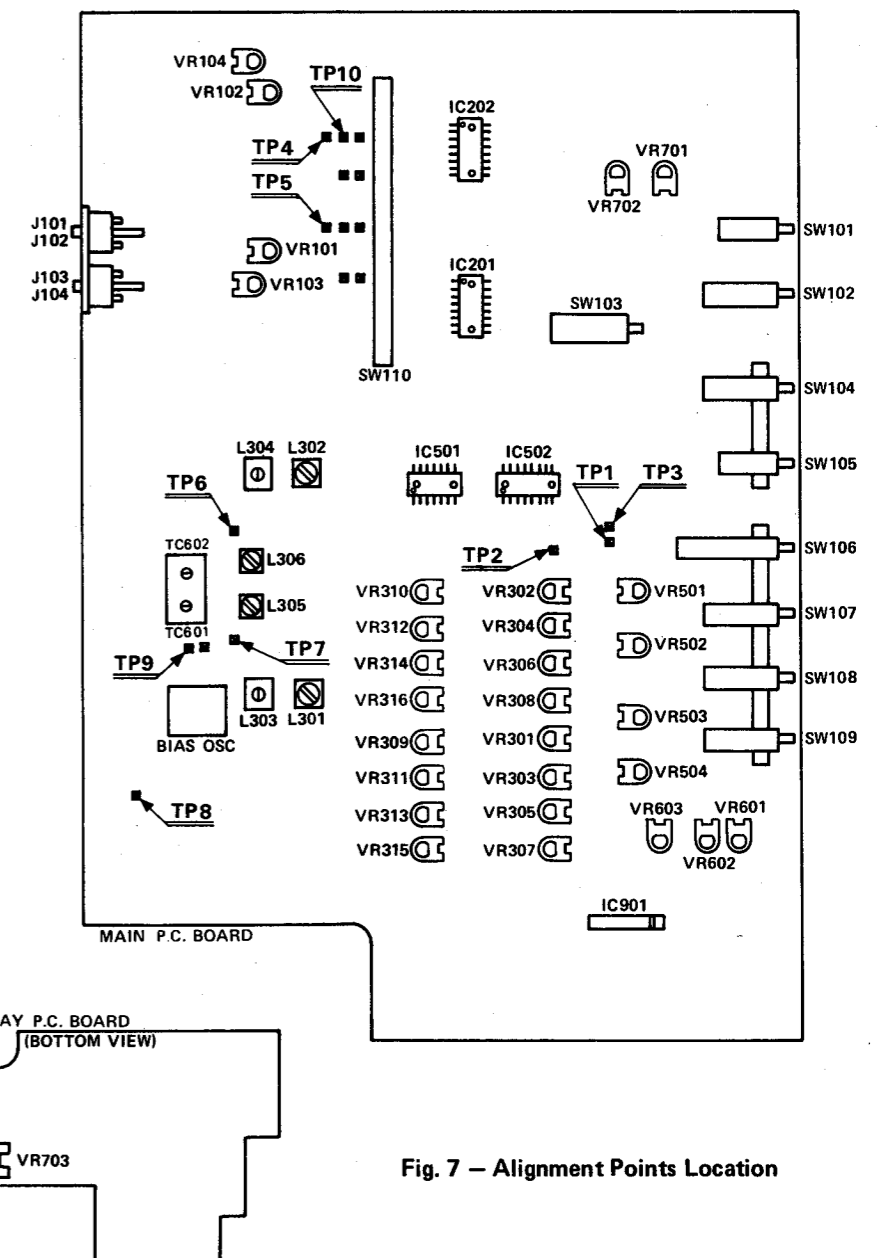 VR104
TP10
VR102
IC202
TP4
VR701
TP5
VR702
J101
J102
SW101
VR101
IC201
J103
J104
VR103
SW102
SW103
SW110
SW104
L304 L302
IC501 IC502
TP1 TP3
SW105
TP6
TC602
TP2
SW106
L306
VR310
VR302
VR501
L305
VR312
VR304
SW107
TC601
TP7
VR502
TP9
VR314
VR306
SW108
VR316
VR308
L303 L301
VR503
BIAS OSC
VR309
VR301
SW109
VR311
VR303
VR504
TP8
VR313
VR305
VR603
VR601
VR315
VR307
VR602
IC901
MAIN P.C. BOARD
AY P.C. BOARD
(BOTTOM VIEW)
VR703
Fig. 7 — Alignment Points Location